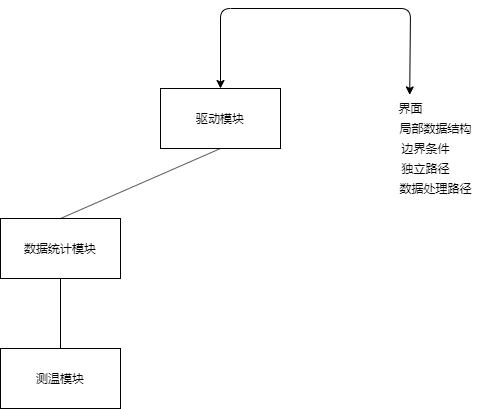 驱动模块
界面
局部数据结构
边界条件
独立路径
数据处理路径
数据统计模块
测温模块